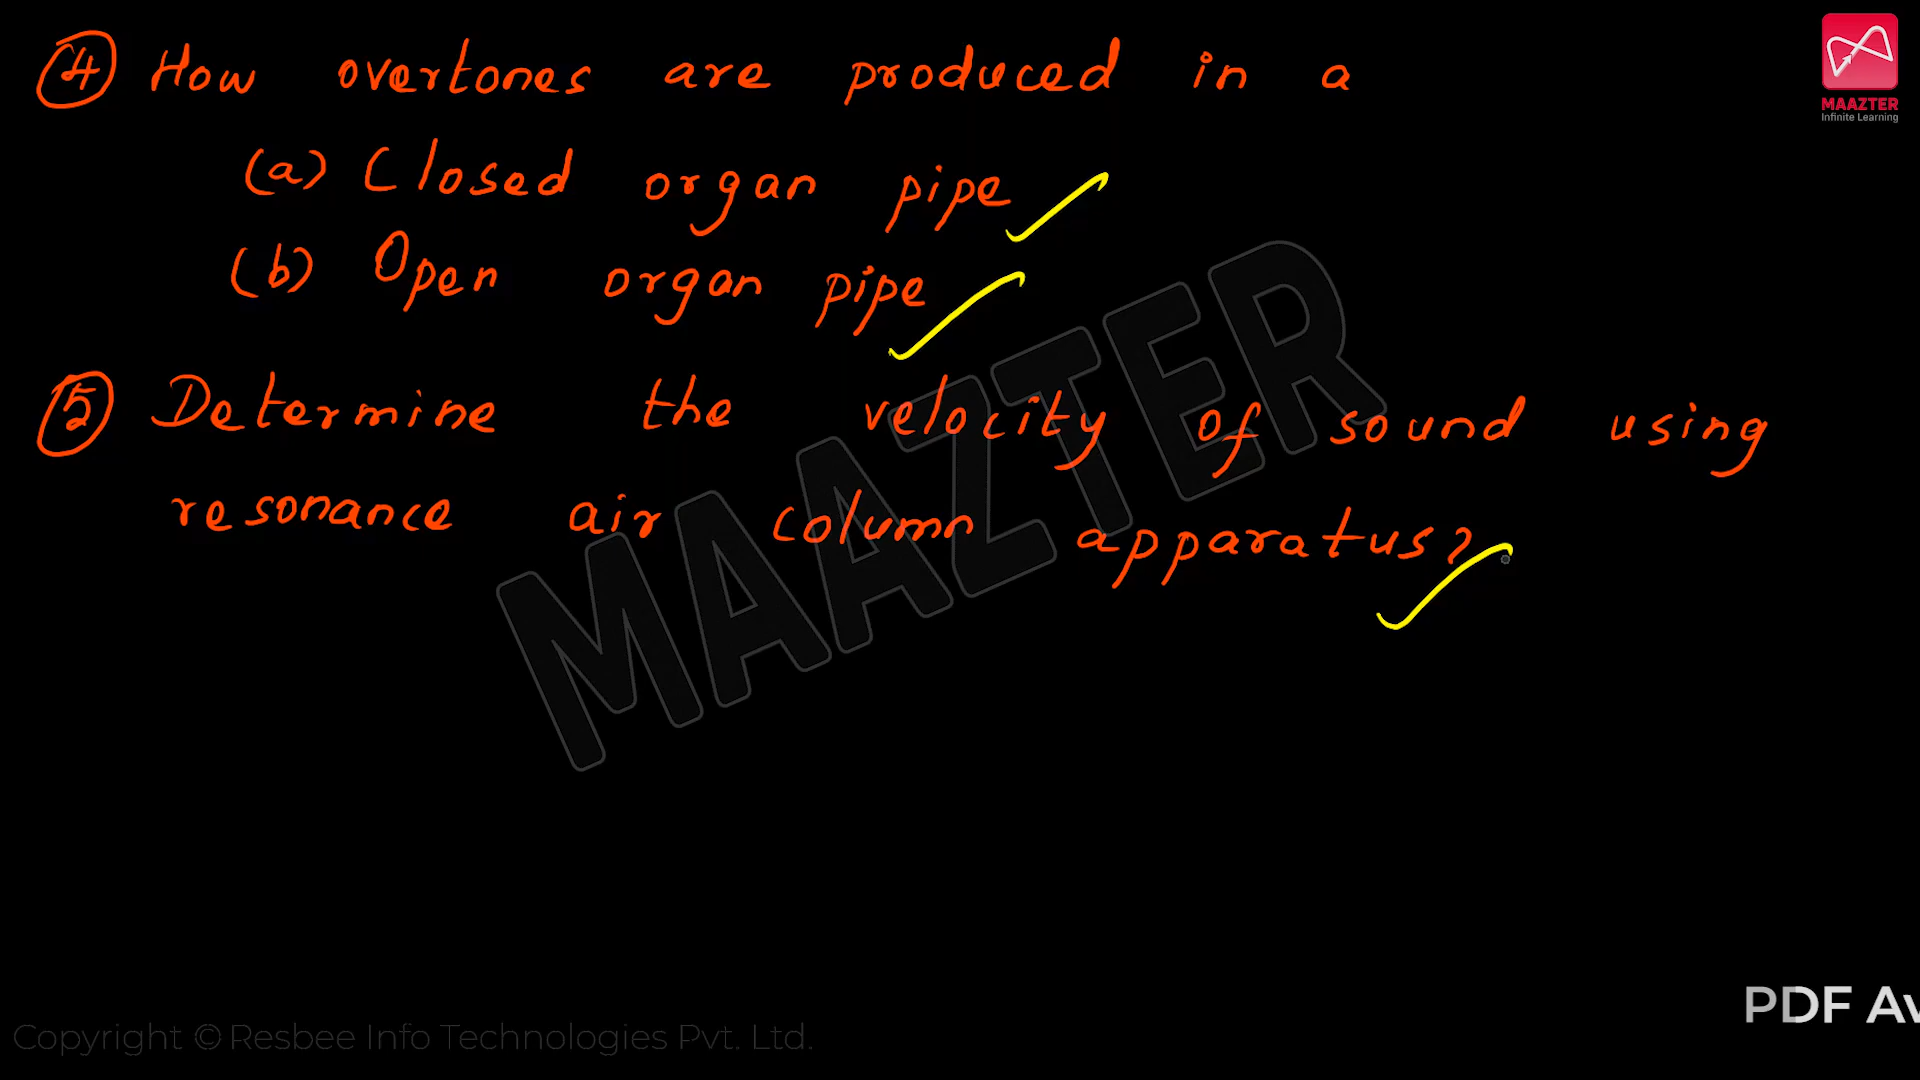 ④ How overtones are produced in a
MAAZTER
Infinite Learning
(a) Closed organ pipe
(b) Open organ pipe
⑤ Determine the velocity of sound using
resonance air column apparatus?
MAAZTER
PDF Av
Copyright © Resbee Info Technologies Pvt. Ltd.